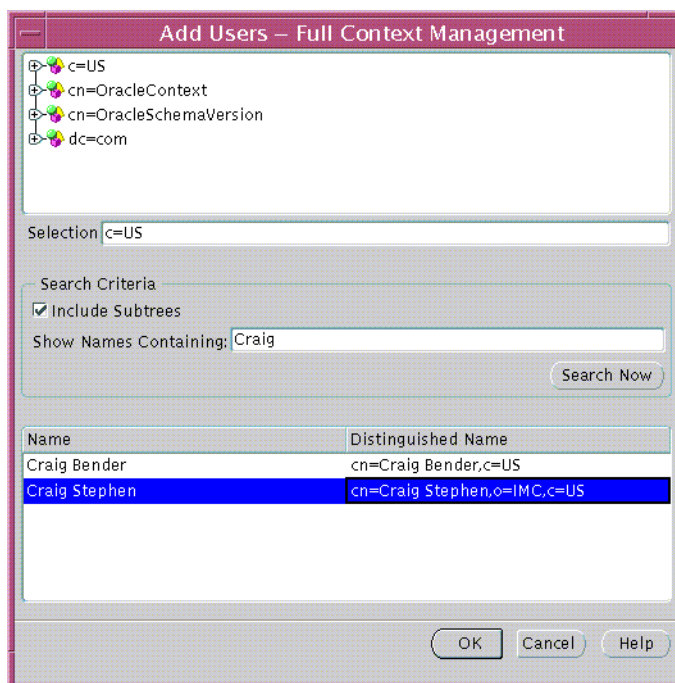 Add Users – Full Context Management
c=US
cn=OracleContext
cn=OracleSchemaVersion
dc=com
Selection c=US
Search Criteria
Include Subtrees
Show Names Containing: Craig
Search Now
Name Distinguished Name
Craig Bender cn=Craig Bender,c=US
Craig Stephen cn=Craig Stephen,o=IMC,c=US
OK Cancel Help